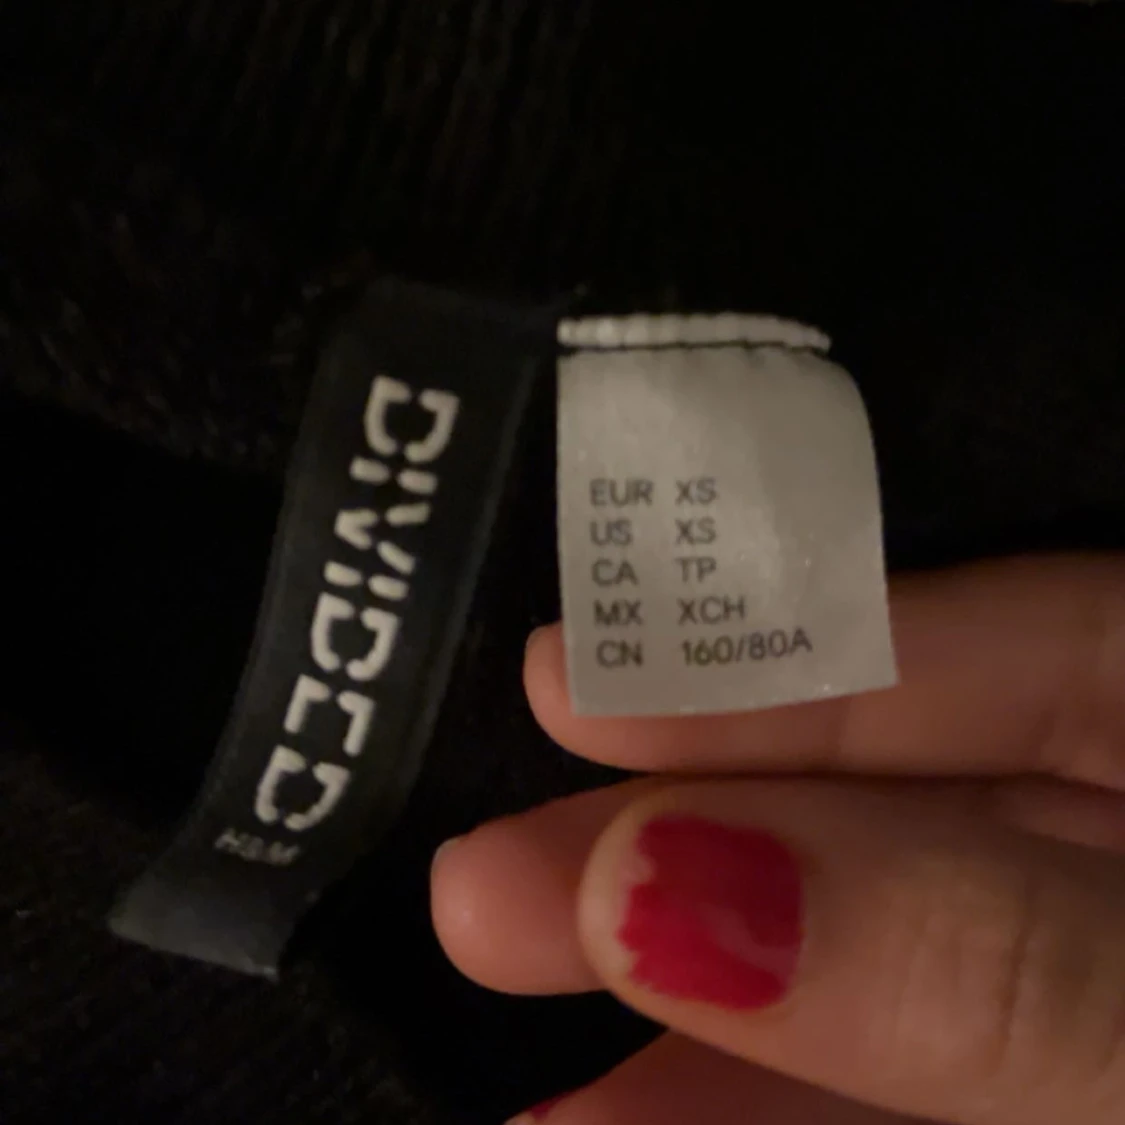 DIVIDED
H&M
EUR XS
US XS
CA TP
MX XCH
CN 160/80A